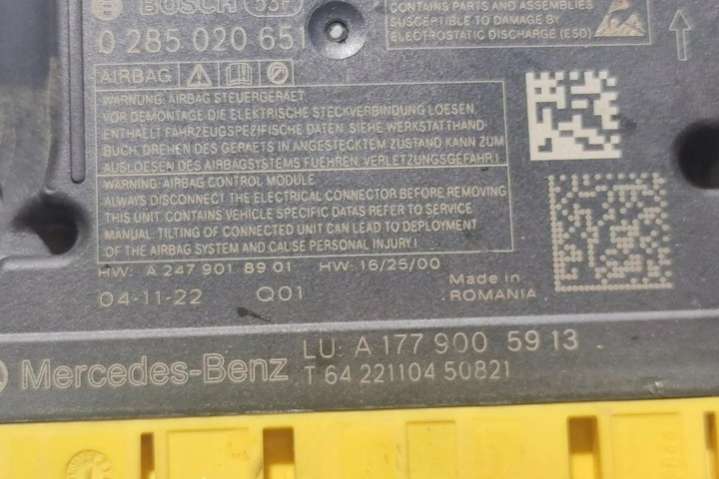 BOSCH
CONTAINS PARTS AND ASSEMBLIES
SUSCEPTIBLE TO DAMAGE BY
ELECTROSTATIC DISCHARGE (ESD)
0 285 020 651
AIRBAG
WARNUNG: AIRBAG STEUERGERAET.
VOR DEMONTAGE DIE ELEKTRISCHE STECKVERBINDUNG LOESEN.
ENTHAELT FAHRZEUGSPEZIFISCHE DATEN. SIEHE WERKSTATTHAND-
BUCH. DREHEN DES GERAETS IN ANGESTECKTEM ZUSTAND KANN ZUM
AUSLOESEN DES AIRBAGSYSTEMS FUEHREN. VERLETZUNGSGEFAHR!
WARNING: AIRBAG CONTROL MODULE.
ALWAYS DISCONNECT THE ELECTRICAL CONNECTOR BEFORE REMOVING
THIS UNIT. CONTAINS VEHICLE SPECIFIC DATAS REFER TO SERVICE
MANUAL. TILTING OF CONNECTED UNIT CAN LEAD TO DEPLOYMENT
OF THE AIRBAG SYSTEM AND CAUSE PERSONAL INJURY!
HW: A 247 901 89 01 HW: 16/25/00
04-11-22 Q01
Made in
ROMANIA
Mercedes-Benz
LU: A 177 900 59 13
T 64 221104 50821